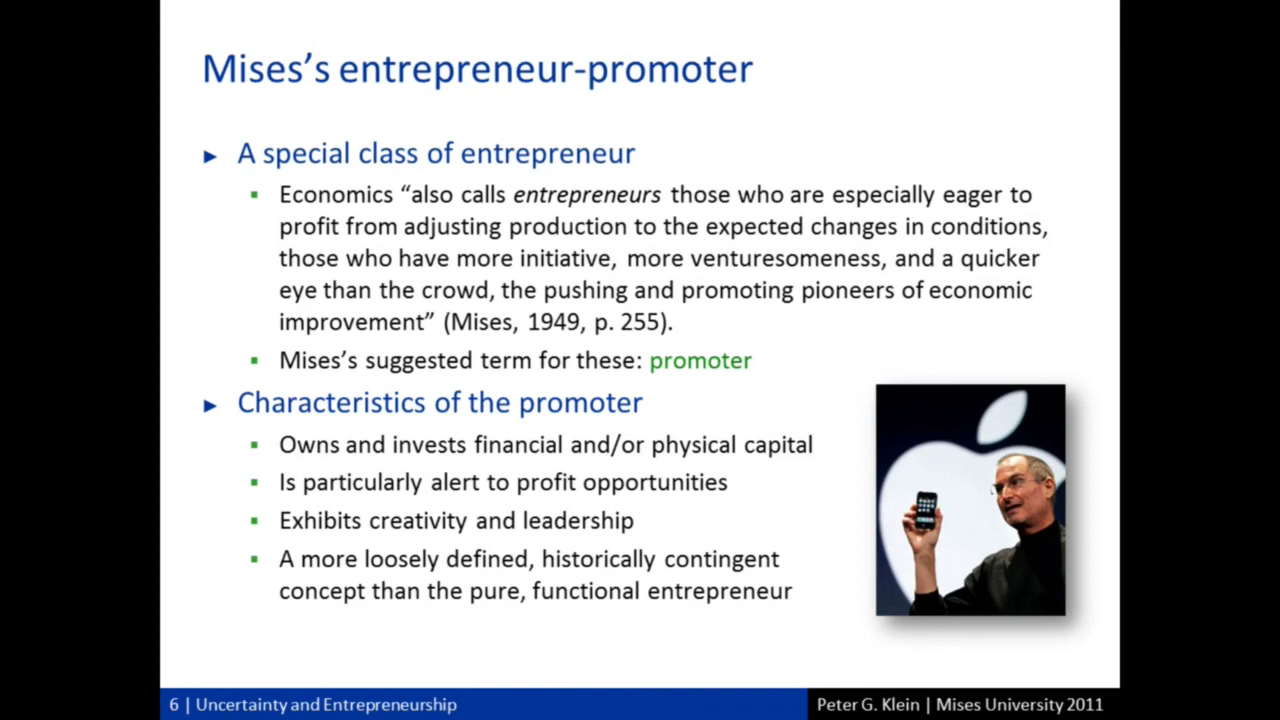 Mises’s entrepreneur-promoter
► A special class of entrepreneur
▪ Economics “also calls entrepreneurs those who are especially eager to
profit from adjusting production to the expected changes in conditions,
those who have more initiative, more venturesomeness, and a quicker
eye than the crowd, the pushing and promoting pioneers of economic
improvement” (Mises, 1949, p. 255).
▪ Mises’s suggested term for these: promoter
► Characteristics of the promoter
▪ Owns and invests financial and/or physical capital
▪ Is particularly alert to profit opportunities
▪ Exhibits creativity and leadership
▪ A more loosely defined, historically contingent
concept than the pure, functional entrepreneur
6 | Uncertainty and Entrepreneurship
Peter G. Klein | Mises University 2011